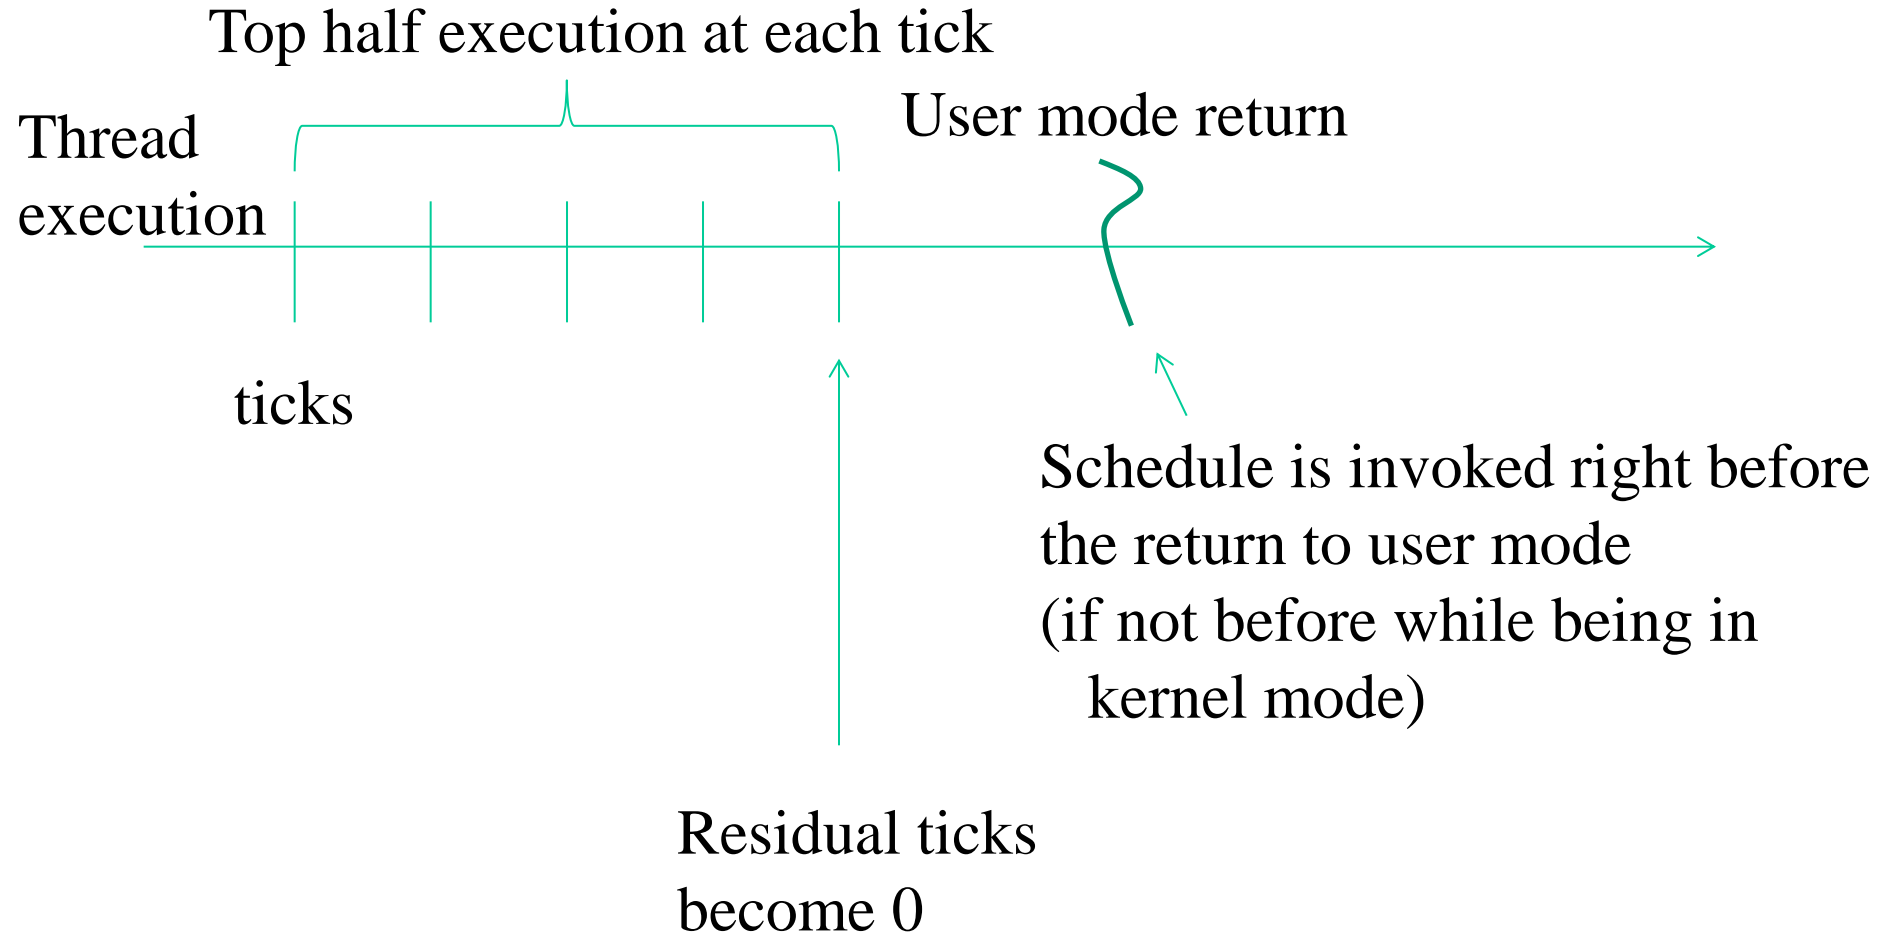 Top half execution at each tick
Thread
execution
User mode return
ticks
Schedule is invoked right before
the return to user mode
(if not before while being in
kernel mode)
Residual ticks
become 0